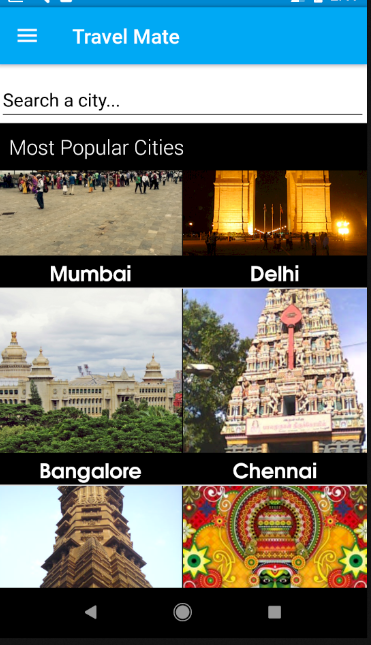 Travel Mate
Search a city...
Most Popular Cities
Mumbai
Delhi
Bangalore
Chennai